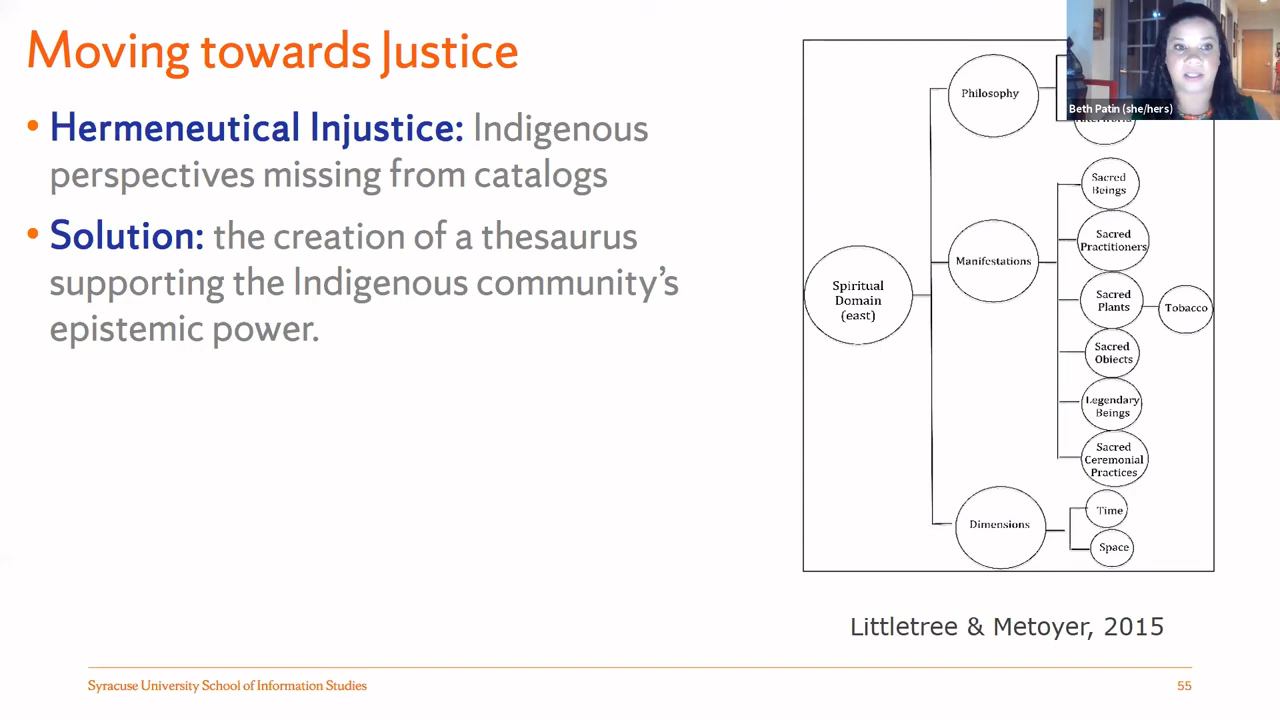 Moving towards Justice
• Hermeneutical Injustice: Indigenous
perspectives missing from catalogs
• Solution: the creation of a thesaurus
supporting the Indigenous community’s
epistemic power.
Beth Patin (she/hers)
Philosophy
Sacred
Beings
Sacred
Practitioners
Manifestations
Spiritual
Domain
(east)
Sacred
Plants
Tobacco
Sacred
Objects
Legendary
Beings
Sacred
Ceremonial
Practices
Dimensions
Time
Space
Littletree & Metoyer, 2015
Syracuse University School of Information Studies
55